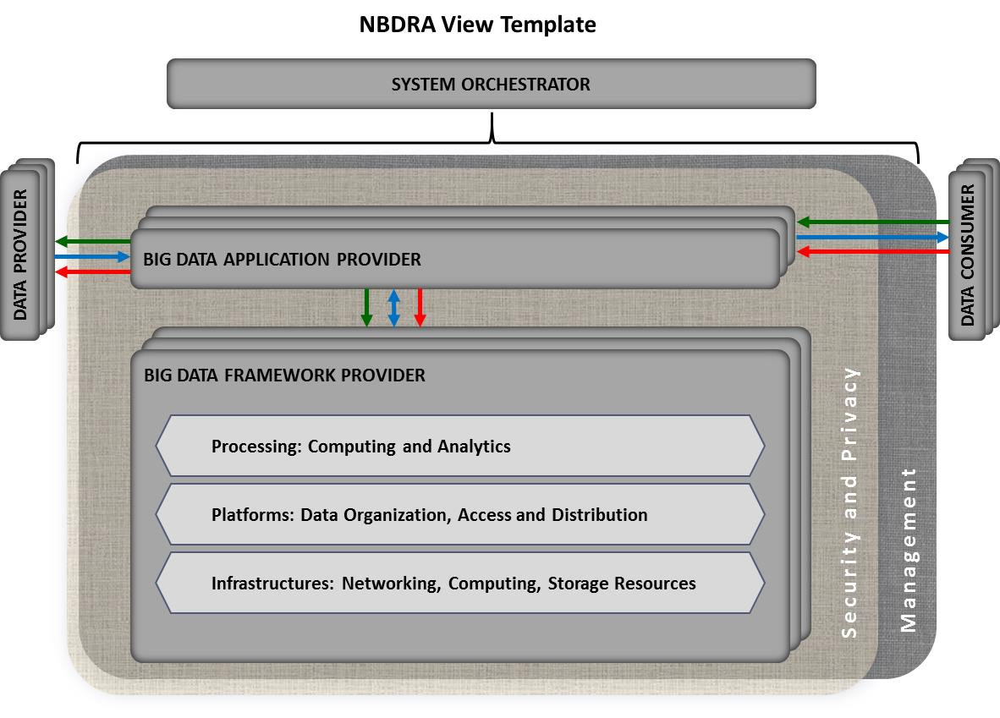 NBDRA View Template
SYSTEM ORCHESTRATOR
DATA PROVIDER
DATA CONSUMER
BIG DATA APPLICATION PROVIDER
BIG DATA FRAMEWORK PROVIDER
Processing: Computing and Analytics
Platforms: Data Organization, Access and Distribution
Infrastructures: Networking, Computing, Storage Resources
Security and Privacy
Management